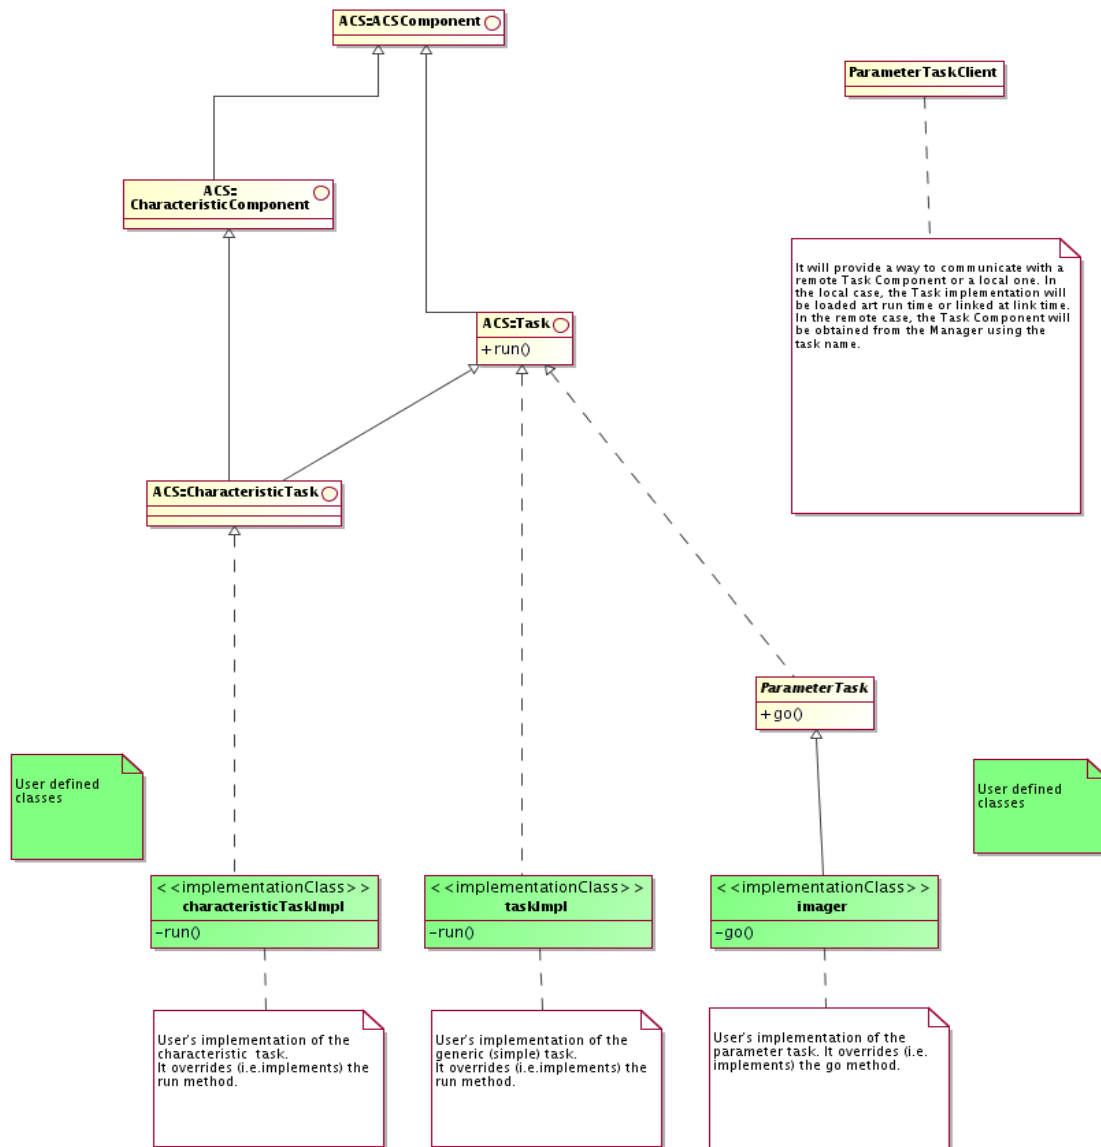 ACS::ACSComponent
ParameterTaskClient
ACS::
CharacteristicComponent
It will provide a way to communicate with a
remote Task Component or a local one. In
the local case, the Task implementation will
be loaded art run time or linked at link time.
In the remote case, the Task Component will
be obtained from the Manager using the
task name.
ACS::Task
+run()
ACS::CharacteristicTask
ParameterTask
+go()
User defined
classes
User defined
classes
<<implementationClass>>
characteristicTaskImpl
-run()
<<implementationClass>>
taskImpl
-run()
<<implementationClass>>
imager
-go()
User's implementation of the
characteristic task.
It overrides (i.e.implements) the
run method.
User's implementation of the
generic (simple) task.
It overrides (i.e.implements) the
run method.
User's implementation of the
parameter task. It overrides (i.e.
implements) the go method.